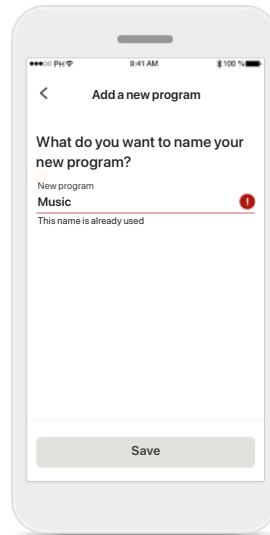 ●●●○○ PH 9:41 AM 100 %
Add a new program
What do you want to name your
new program?
New program
Music
!
This name is already used
Save